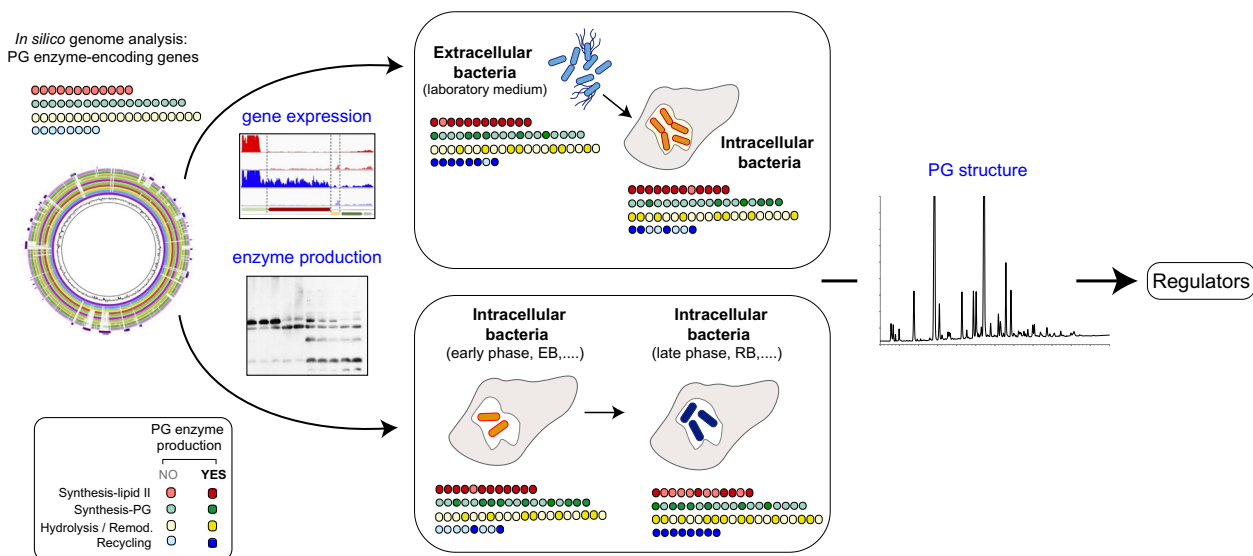 In silico genome analysis:
PG enzyme-encoding genes
gene expression
enzyme production
Extracellular
bacteria
(laboratory medium)
Intracellular
bacteria
Intracellular
bacteria
(early phase, EB,....)
Intracellular
bacteria
(late phase, RB,....)
PG structure
Regulators
PG enzyme
production
NO YES
Synthesis-lipid II
Synthesis-PG
Hydrolysis / Remod.
Recycling